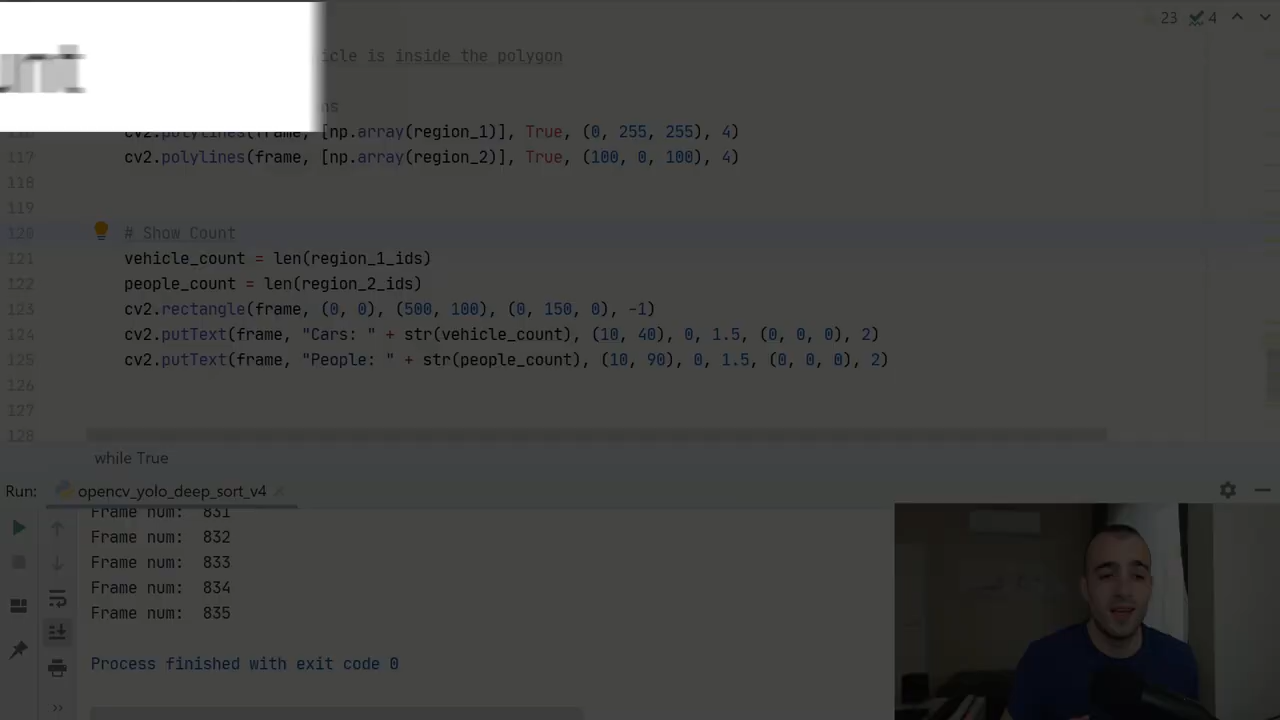 23 4
icle is inside the polygon
ns
cv2.polylines(frame, [np.array(region_1)], True, (0, 255, 255), 4)
117 cv2.polylines(frame, [np.array(region_2)], True, (100, 0, 100), 4)
118
119
120 # Show Count
121 vehicle_count = len(region_1_ids)
122 people_count = len(region_2_ids)
123 cv2.rectangle(frame, (0, 0), (500, 100), (0, 150, 0), -1)
124 cv2.putText(frame, "Cars: " + str(vehicle_count), (10, 40), 0, 1.5, (0, 0, 0), 2)
125 cv2.putText(frame, "People: " + str(people_count), (10, 90), 0, 1.5, (0, 0, 0), 2)
126
127
128
while True
Run: opencv_yolo_deep_sort_v4
Frame num: 831
Frame num: 832
Frame num: 833
Frame num: 834
Frame num: 835
Process finished with exit code 0